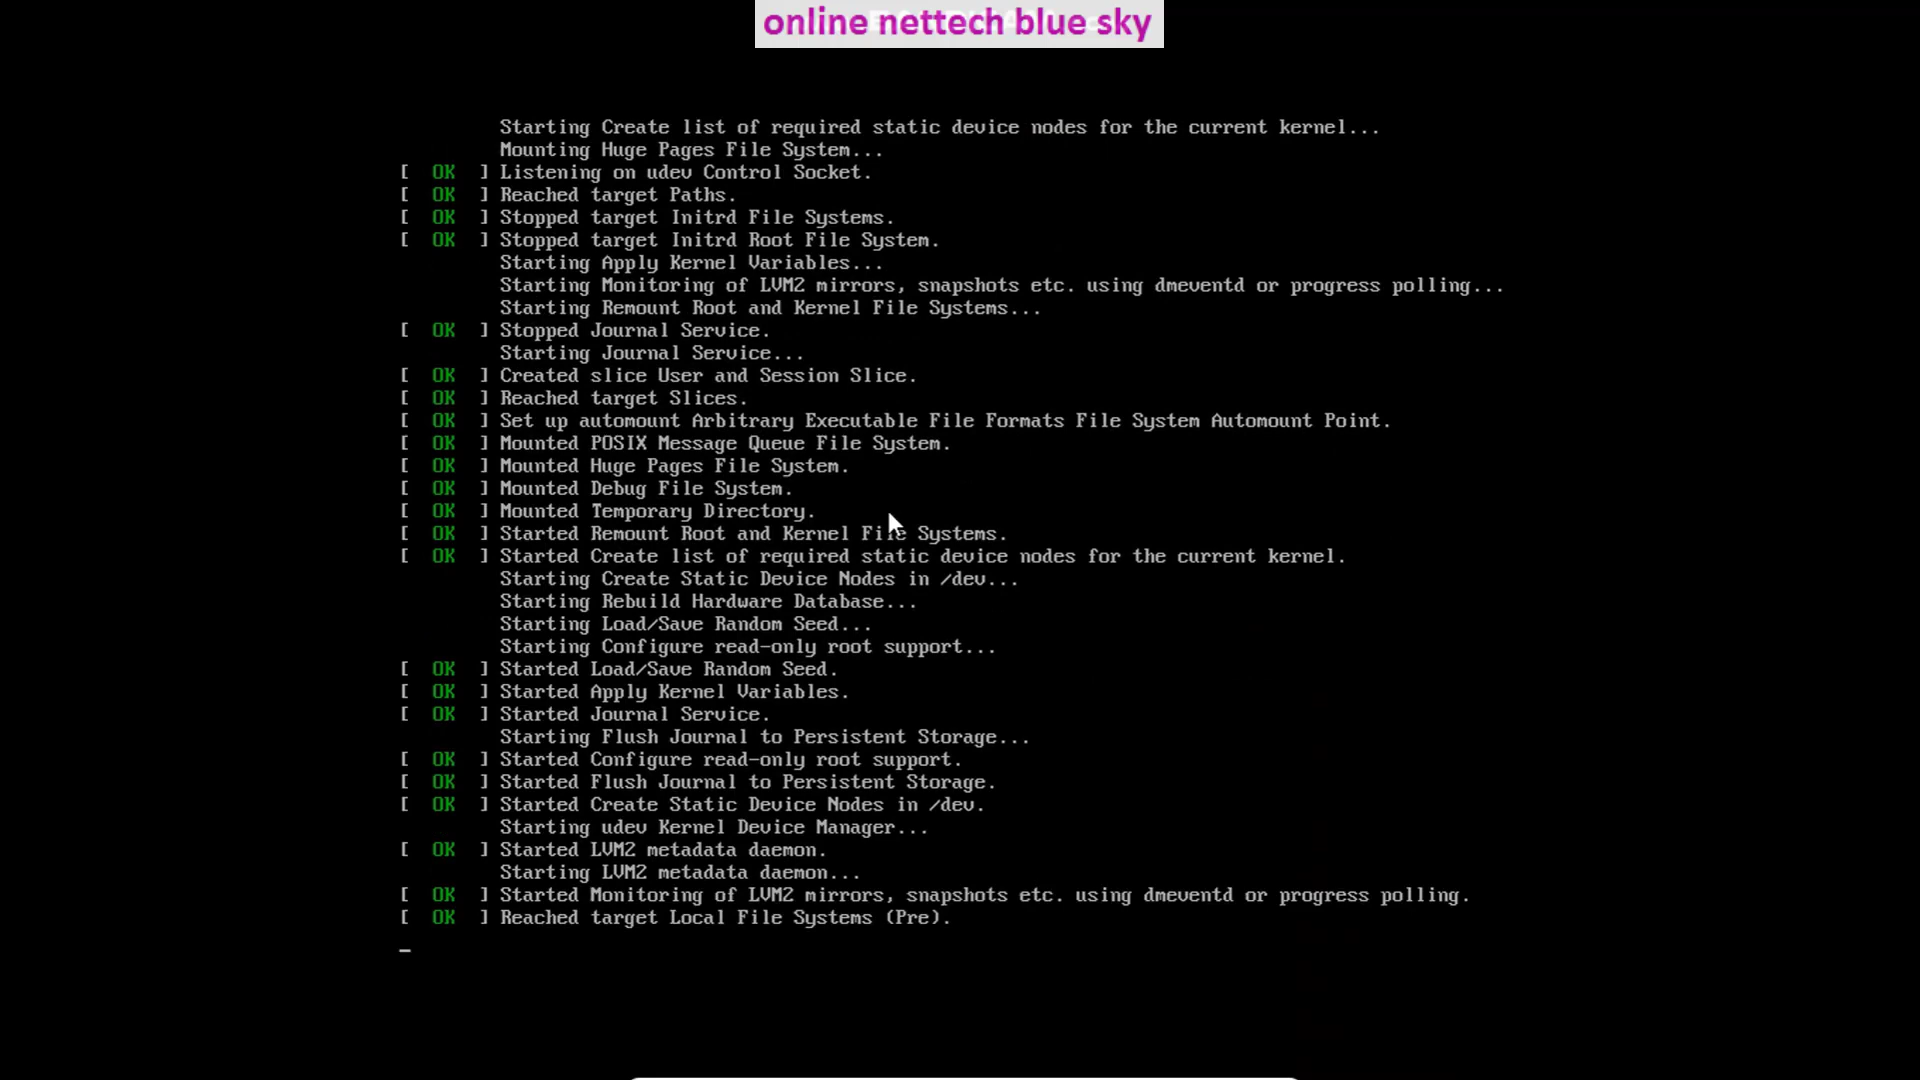 online nettech blue sky
Starting Create list of required static device nodes for the current kernel...
Mounting Huge Pages File System...
[ OK ] Listening on udev Control Socket.
[ OK ] Reached target Paths.
[ OK ] Stopped target Initrd File Systems.
[ OK ] Stopped target Initrd Root File System.
Starting Apply Kernel Variables...
Starting Monitoring of LVM2 mirrors, snapshots etc. using dmeventd or progress polling...
Starting Remount Root and Kernel File Systems...
[ OK ] Stopped Journal Service.
Starting Journal Service...
[ OK ] Created slice User and Session Slice.
[ OK ] Reached target Slices.
[ OK ] Set up automount Arbitrary Executable File Formats File System Automount Point.
[ OK ] Mounted POSIX Message Queue File System.
[ OK ] Mounted Huge Pages File System.
[ OK ] Mounted Debug File System.
[ OK ] Mounted Temporary Directory.
[ OK ] Started Remount Root and Kernel File Systems.
[ OK ] Started Create list of required static device nodes for the current kernel.
Starting Create Static Device Nodes in /dev...
Starting Rebuild Hardware Database...
Starting Load/Save Random Seed...
Starting Configure read-only root support...
[ OK ] Started Load/Save Random Seed.
[ OK ] Started Apply Kernel Variables.
[ OK ] Started Journal Service.
Starting Flush Journal to Persistent Storage...
[ OK ] Started Configure read-only root support.
[ OK ] Started Flush Journal to Persistent Storage.
[ OK ] Started Create Static Device Nodes in /dev.
Starting udev Kernel Device Manager...
[ OK ] Started LVM2 metadata daemon.
Starting LVM2 metadata daemon...
[ OK ] Started Monitoring of LVM2 mirrors, snapshots etc. using dmeventd or progress polling.
[ OK ] Reached target Local File Systems (Pre).